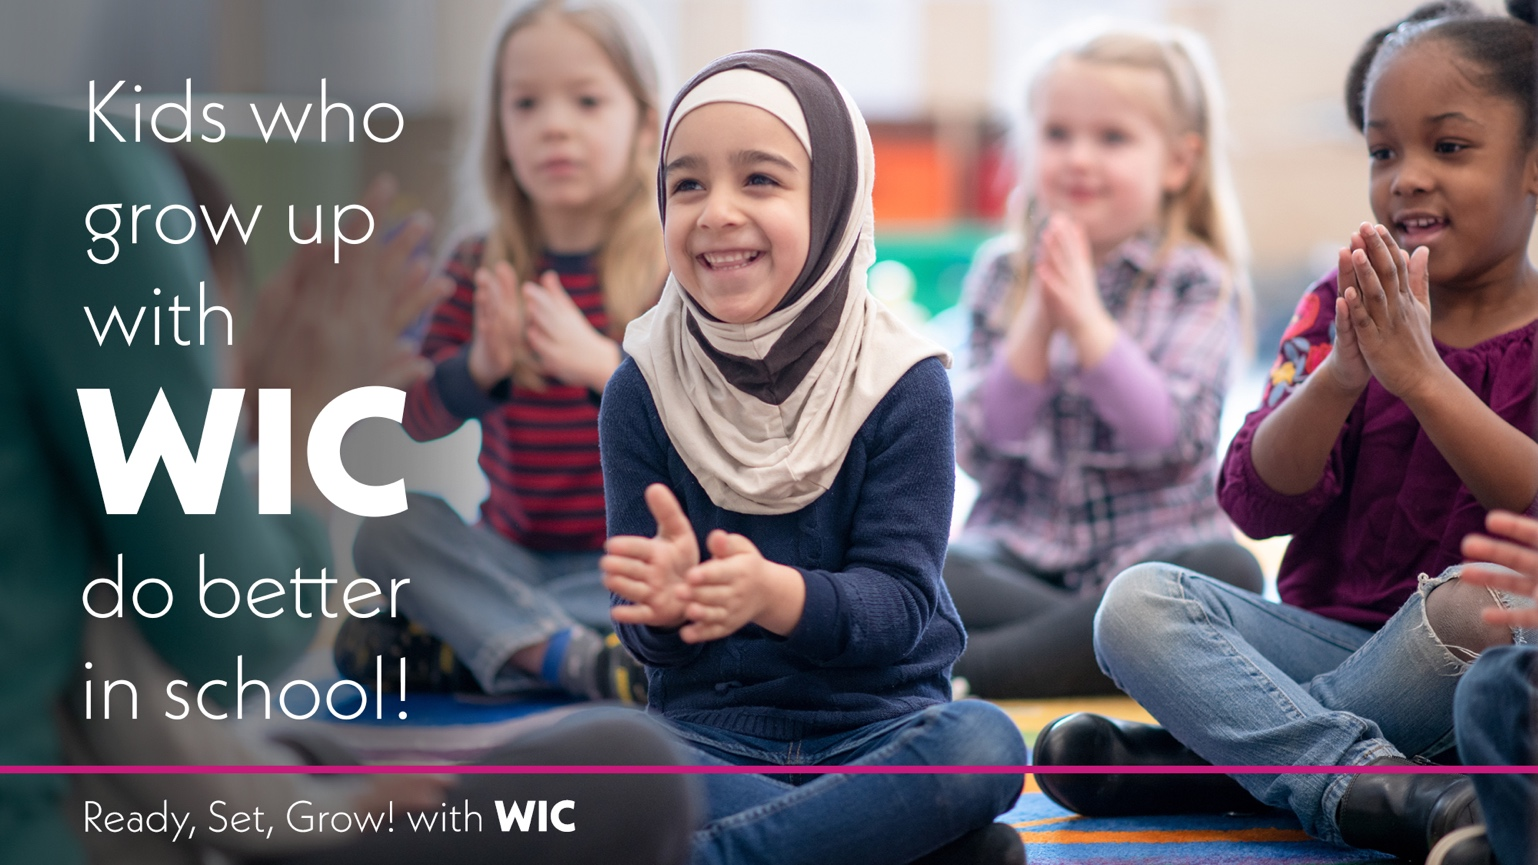 Kids who
grow up
with
WIC
do better
in school!
Ready, Set, Grow! with WIC